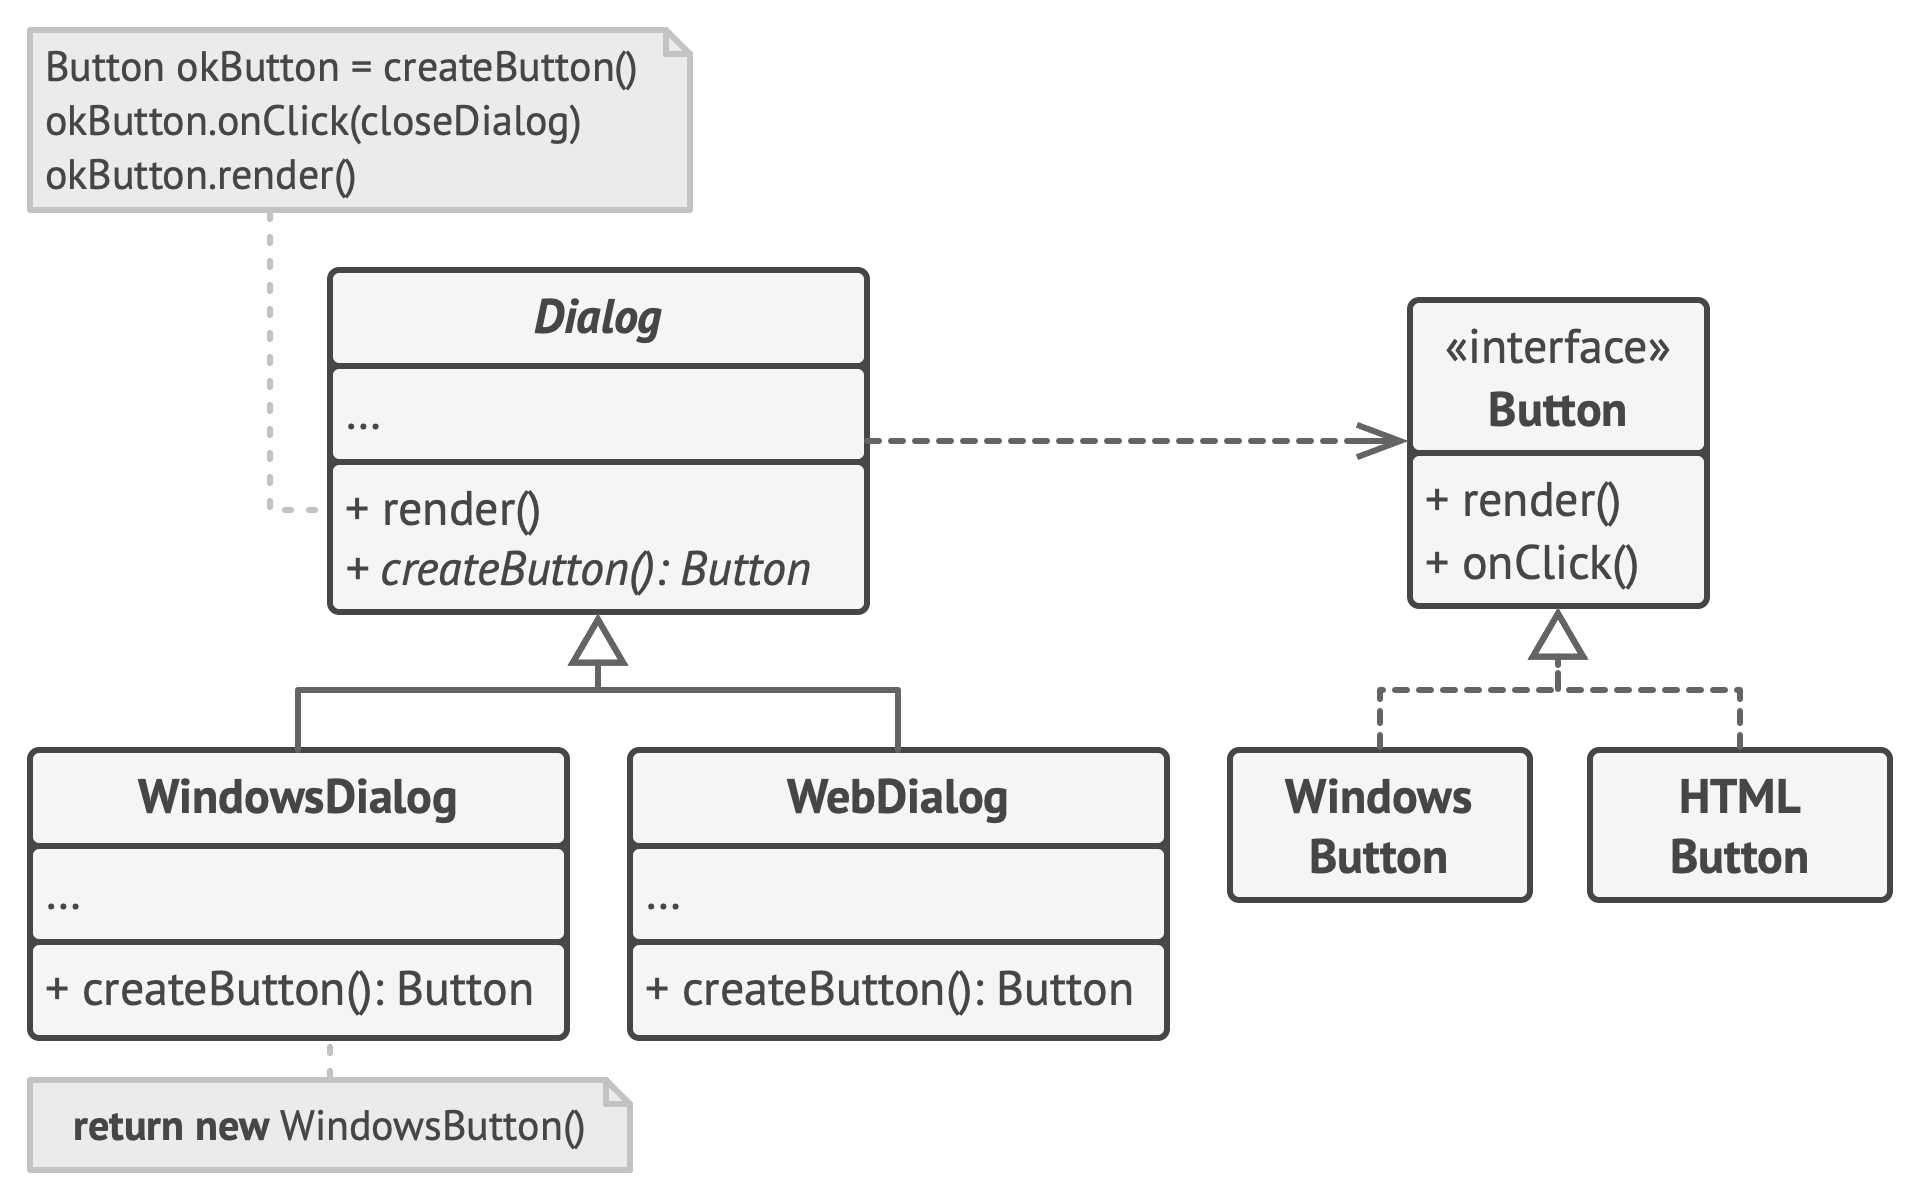 Button okButton = createButton()
okButton.onClick(closeDialog)
okButton.render()
Dialog
...
+ render()
+ createButton(): Button
«interface»
Button
+ render()
+ onClick()
WindowsDialog
...
+ createButton(): Button
WebDialog
...
+ createButton(): Button
Windows
Button
HTML
Button
return new WindowsButton()